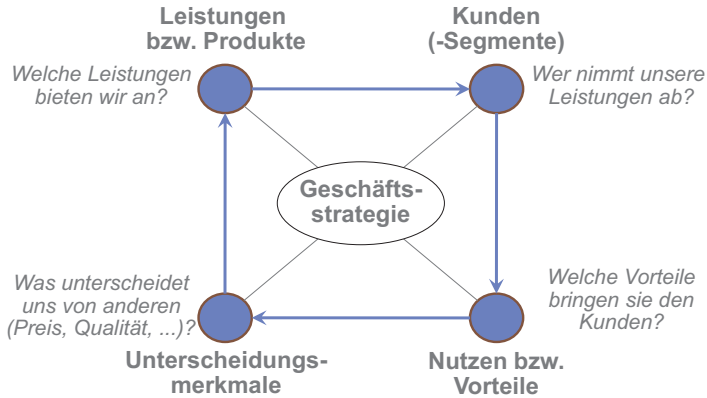 Leistungen
bzw. Produkte
Kunden
(-Segmente)
Welche Leistungen
bieten wir an?
Wer nimmt unsere
Leistungen ab?
Geschäfts-
strategie
Was unterscheidet
uns von anderen
(Preis, Qualität, ...)?
Welche Vorteile
bringen sie den
Kunden?
Unterscheidungs-
merkmale
Nutzen bzw.
Vorteile